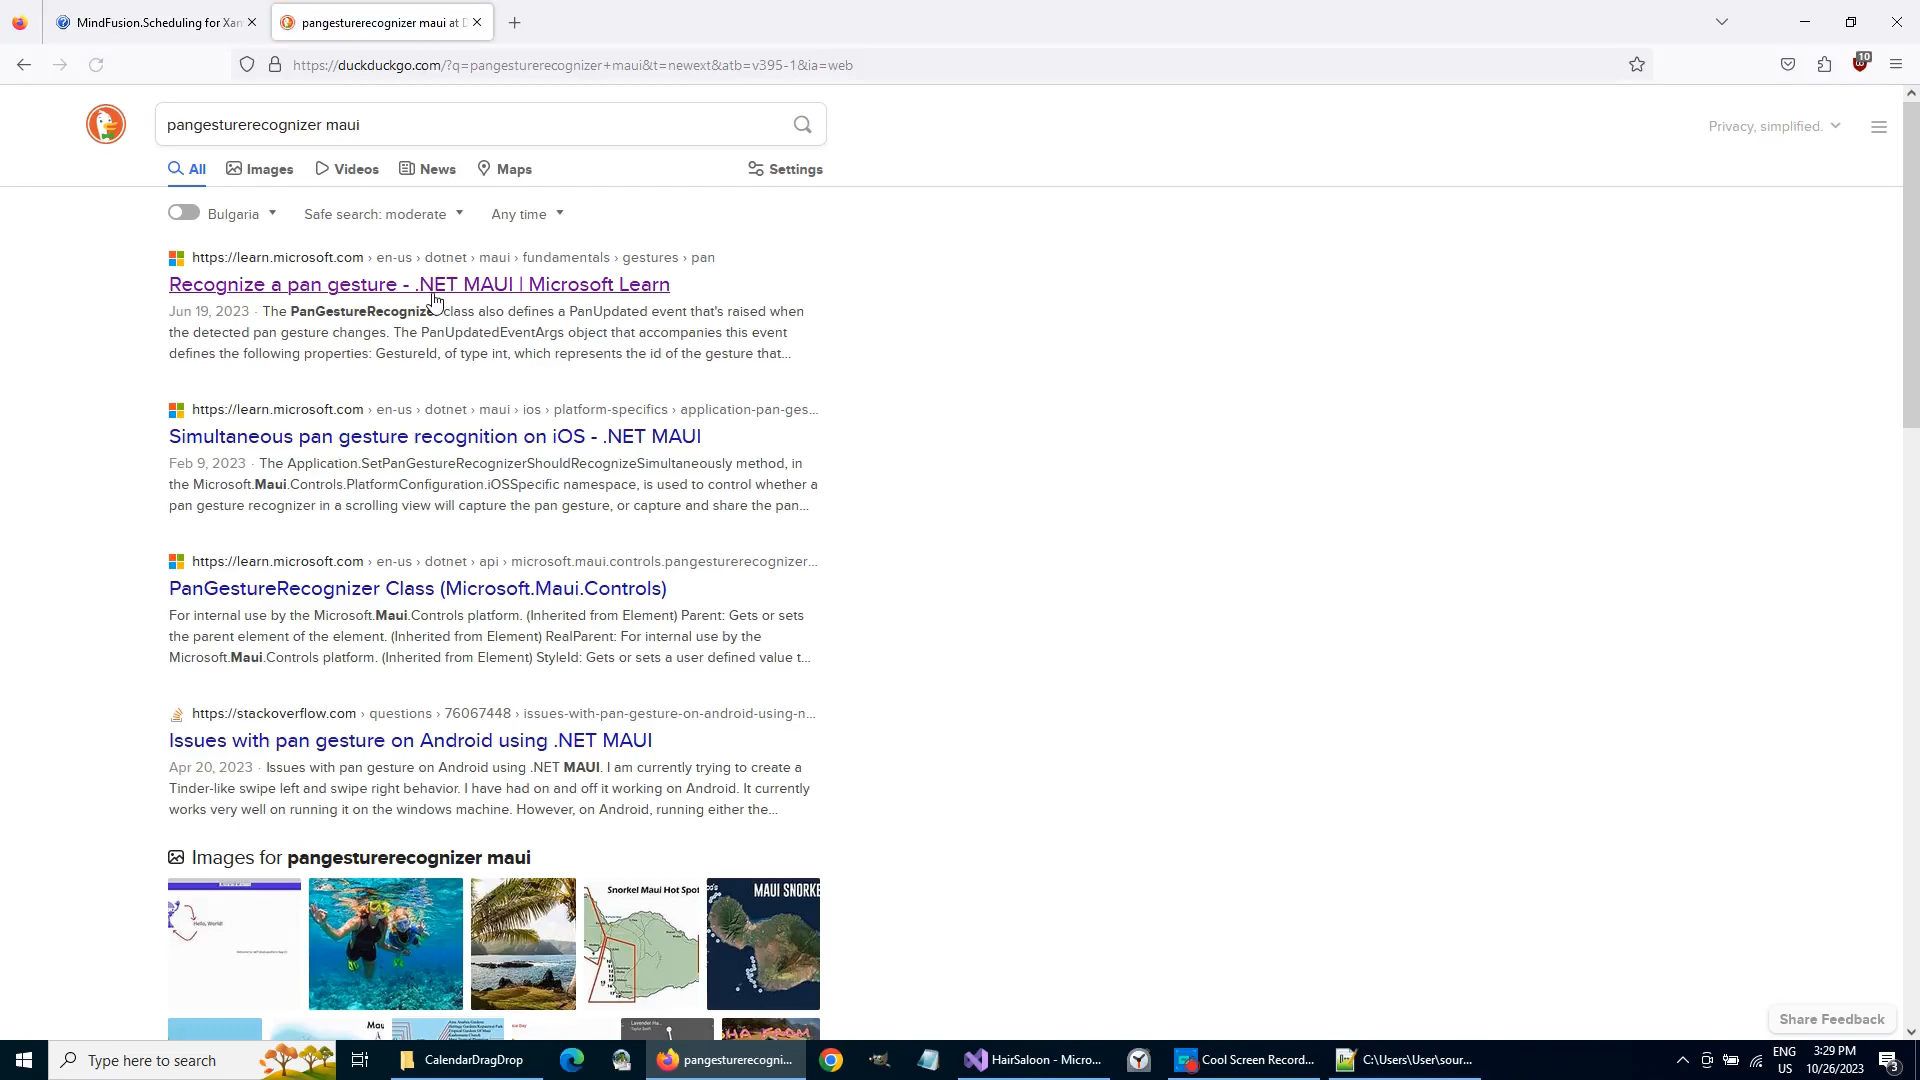 MindFusion.Scheduling for Xam
pangesturerecognizer maui at D
https://duckduckgo.com/?q=pangesturerecognizer+maui&t=newext&atb=v395-1&ia=web
10
pangesturerecognizer maui
Privacy, simplified.
All
Images
Videos
News
Maps
Settings
Bulgaria
Safe search: moderate
Any time
https://learn.microsoft.com › en-us › dotnet › maui › fundamentals › gestures › pan
Recognize a pan gesture - .NET MAUI | Microsoft Learn
Jun 19, 2023 · The PanGestureRecognizer class also defines a PanUpdated event that's raised when
the detected pan gesture changes. The PanUpdatedEventArgs object that accompanies this event
defines the following properties: GestureId, of type int, which represents the id of the gesture that...
https://learn.microsoft.com › en-us › dotnet › maui › ios › platform-specifics › application-pan-ges...
Simultaneous pan gesture recognition on iOS - .NET MAUI
Feb 9, 2023 · The Application.SetPanGestureRecognizerShouldRecognizeSimultaneously method, in
the Microsoft.Maui.Controls.PlatformConfiguration.iOSSpecific namespace, is used to control whether a
pan gesture recognizer in a scrolling view will capture the pan gesture, or capture and share the pan...
https://learn.microsoft.com › en-us › dotnet › api › microsoft.maui.controls.pangesturerecognizer...
PanGestureRecognizer Class (Microsoft.Maui.Controls)
For internal use by the Microsoft.Maui.Controls platform. (Inherited from Element) Parent: Gets or sets
the parent element of the element. (Inherited from Element) RealParent: For internal use by the
Microsoft.Maui.Controls platform. (Inherited from Element) StyleId: Gets or sets a user defined value t...
https://stackoverflow.com › questions › 76067448 › issues-with-pan-gesture-on-android-using-n...
Issues with pan gesture on Android using .NET MAUI
Apr 20, 2023 · Issues with pan gesture on Android using .NET MAUI. I am currently trying to create a
Tinder-like swipe left and swipe right behavior. I have had on and off it working on Android. It currently
works very well on running it on the windows machine. However, on Android, running either the...
Images for pangesturerecognizer maui
Hello, World!
Snorkel Maui Hot Spot
MAUI SNORKE
Share Feedback
Type here to search
CalendarDragDrop
pangesturerecogni...
HairSaloon - Micro...
Cool Screen Record...
C:\Users\User\sour...
ENG
US
3:29 PM
10/26/2023
3